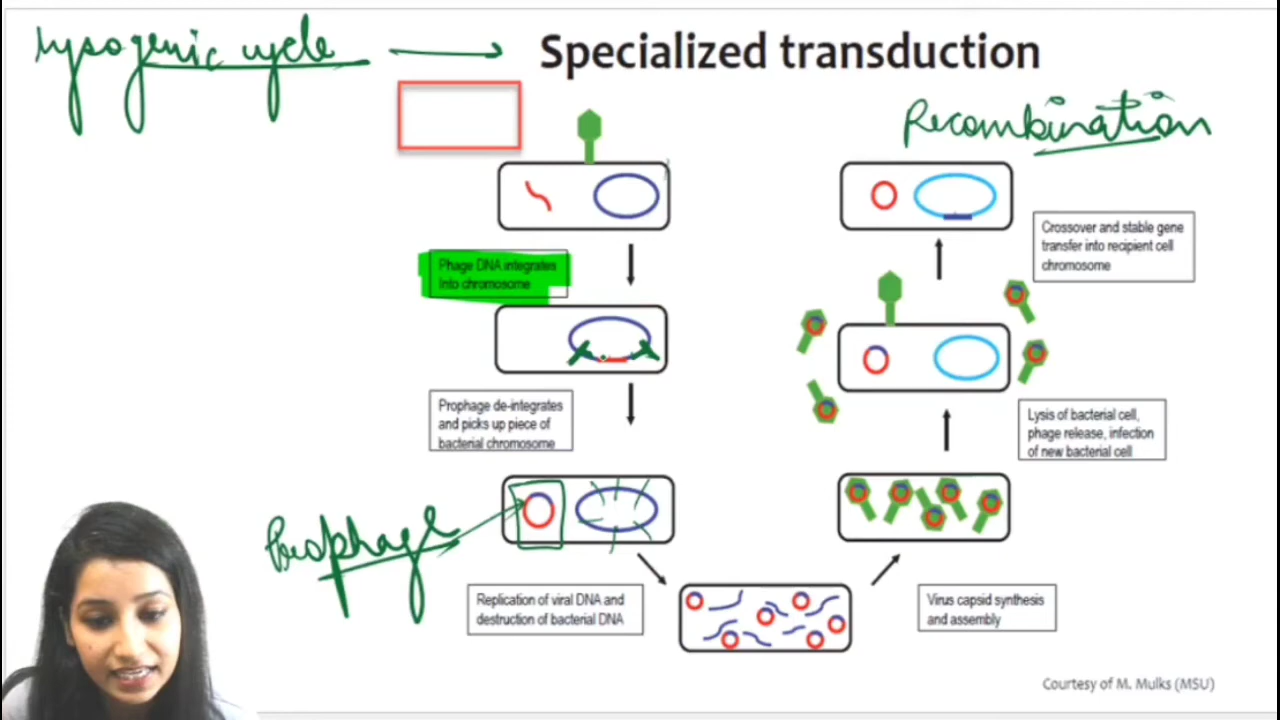 Lysogenic cycle
Specialized transduction
Recombination
Phage DNA integrates
into chromosome
Prophage de-integrates
and picks up piece of
bacterial chromosome
Prophage
Replication of viral DNA and
destruction of bacterial DNA
Virus capsid synthesis
and assembly
Lysis of bacterial cell,
phage release, infection
of new bacterial cell
Crossover and stable gene
transfer into recipient cell
chromosome
Courtesy of M. Mulks (MSU)